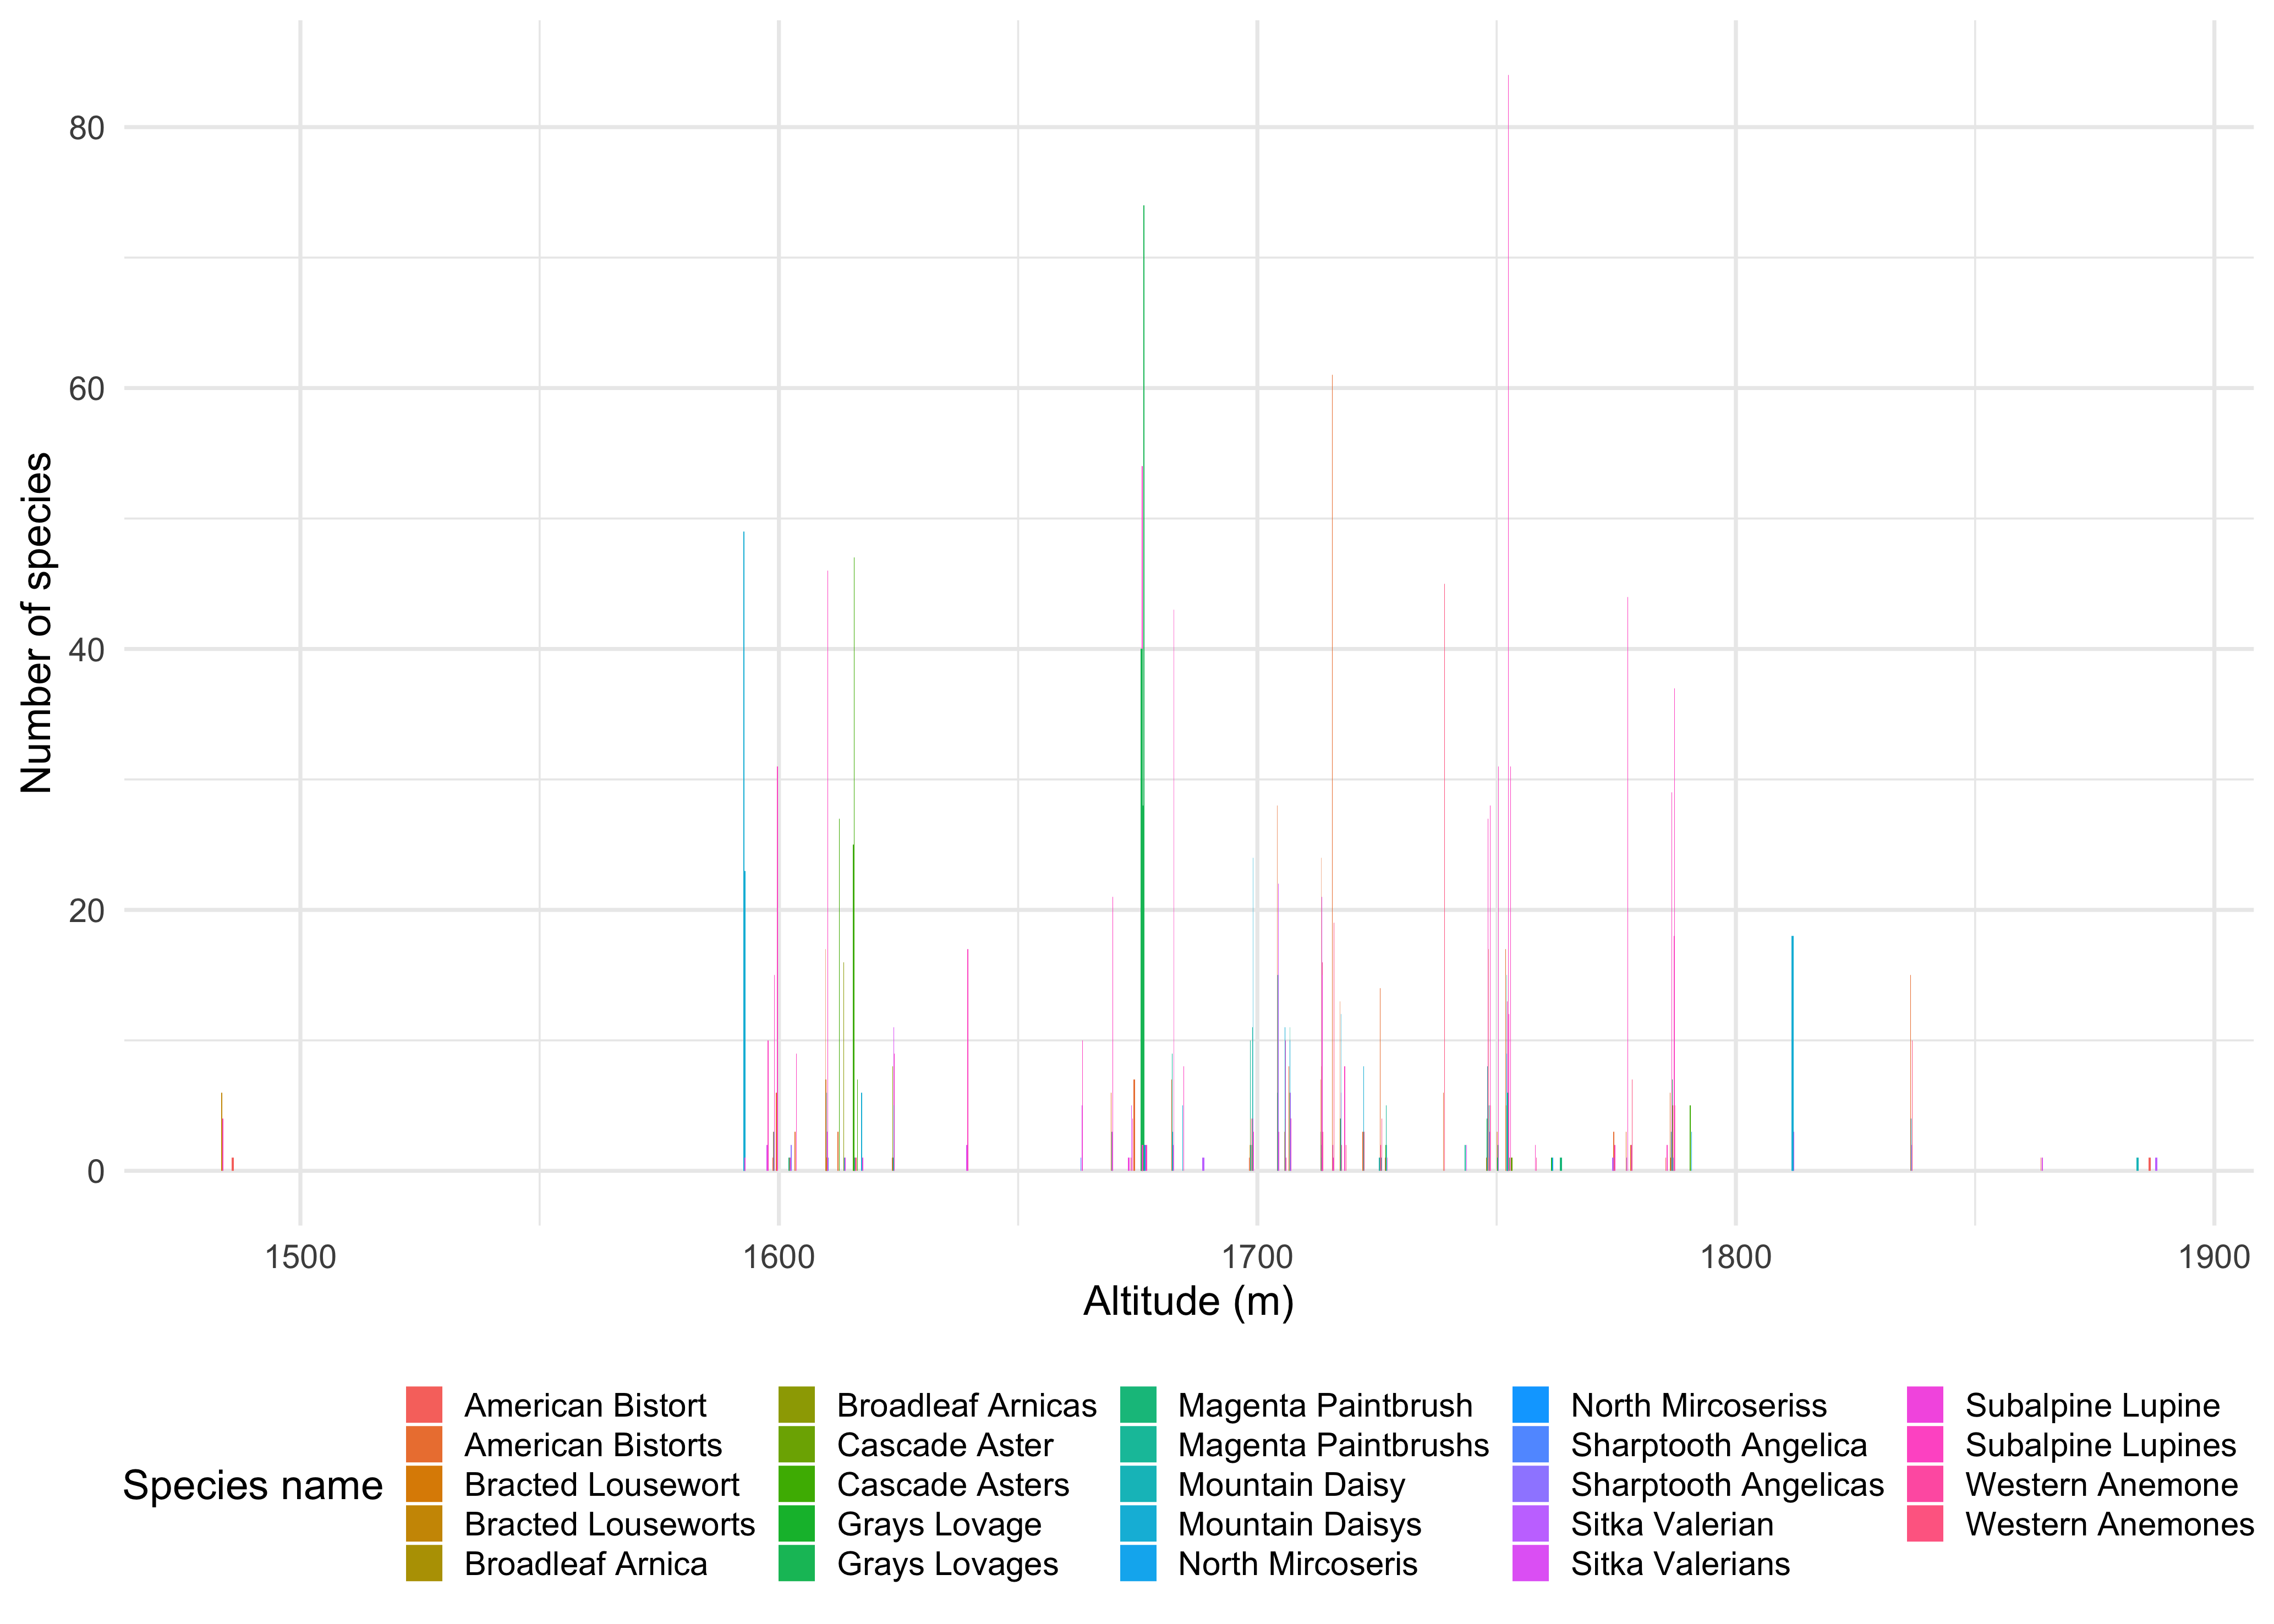 80
60
40
20
0
Number of species
1500 1600 1700 1800 1900
Altitude (m)
Species name
American Bistort
American Bistorts
Bracted Lousewort
Bracted Louseworts
Broadleaf Arnica
Broadleaf Arnicas
Cascade Aster
Cascade Asters
Grays Lovage
Grays Lovages
Magenta Paintbrush
Magenta Paintbrushs
Mountain Daisy
Mountain Daisys
North Mircoseris
North Mircoseriss
Sharptooth Angelica
Sharptooth Angelicas
Sitka Valerian
Sitka Valerians
Subalpine Lupine
Subalpine Lupines
Western Anemone
Western Anemones